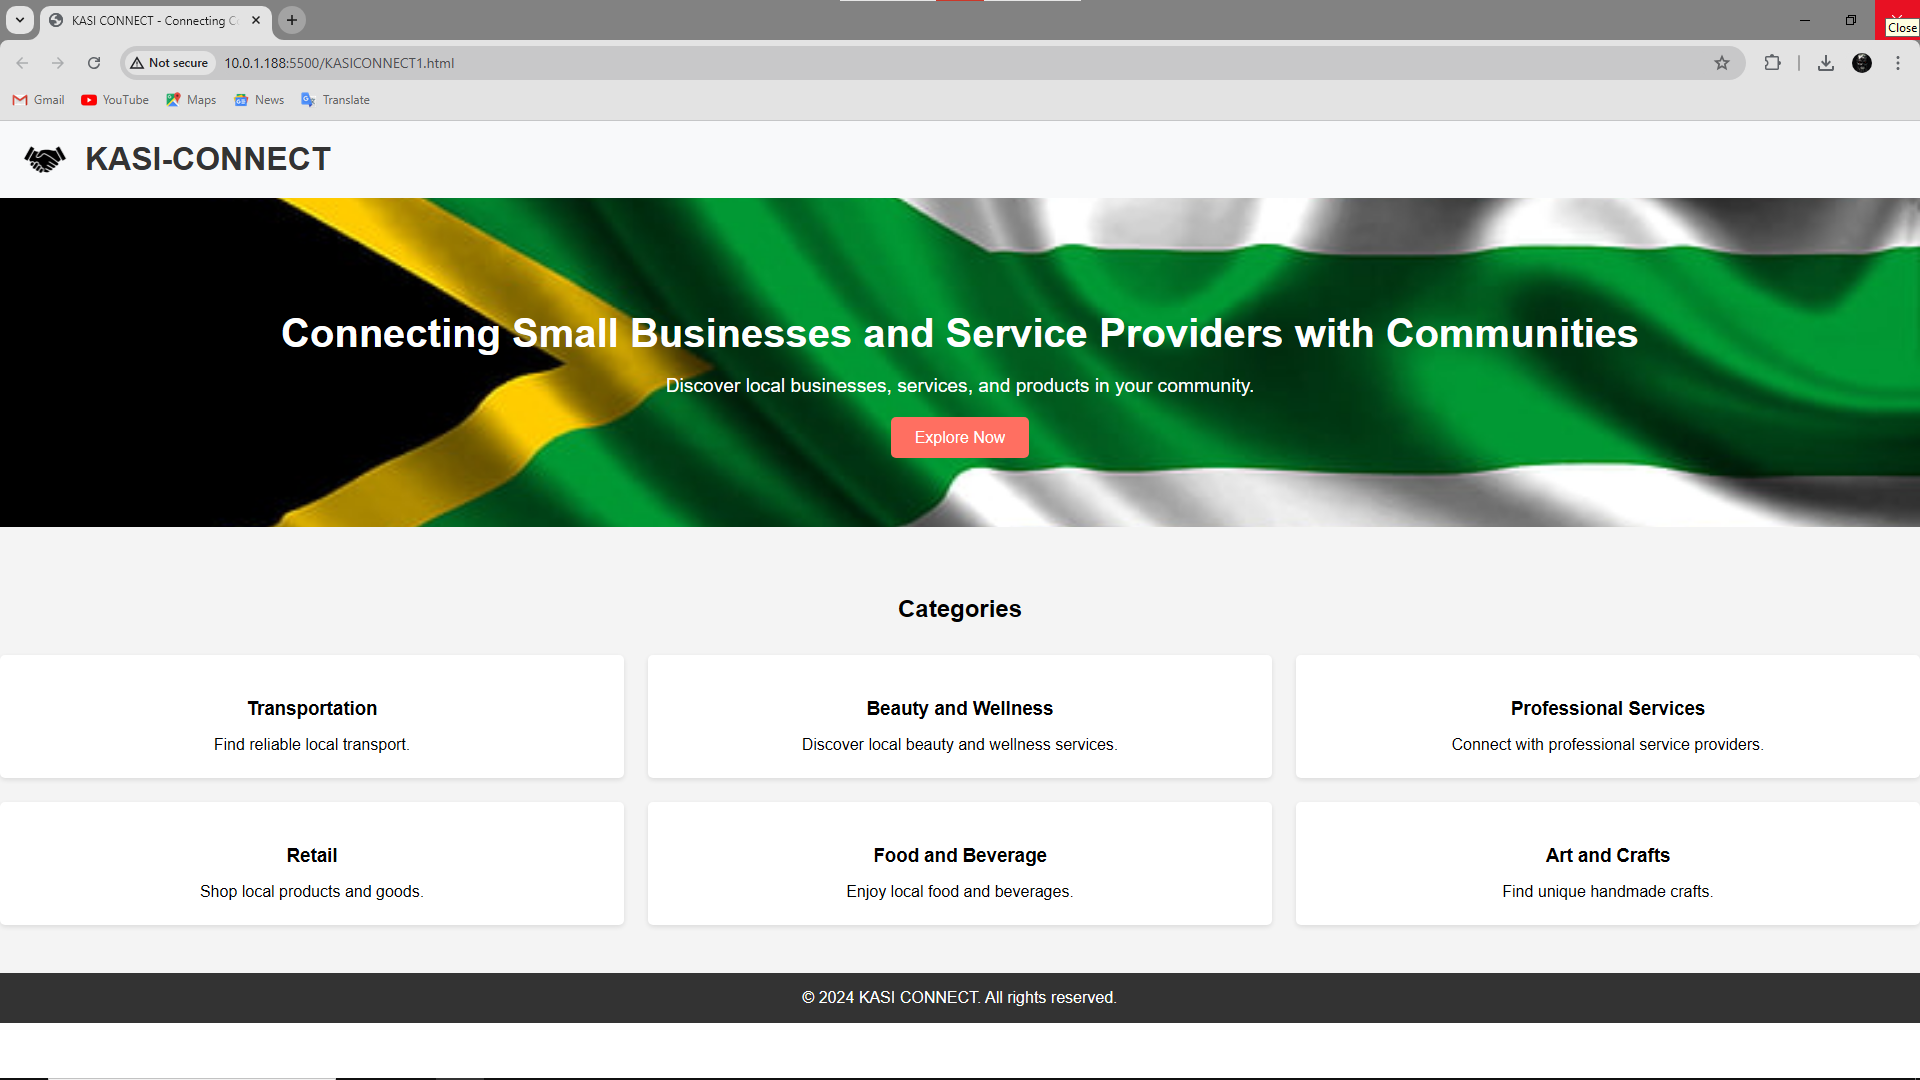 KASI CONNECT - Connecting C
Close
Not secure
10.0.1.188:5500/KASICONNECT1.html
Gmail
YouTube
Maps
News
Translate
KASI-CONNECT
Connecting Small Businesses and Service Providers with Communities
Discover local businesses, services, and products in your community.
Explore Now
Categories
Transportation
Find reliable local transport.
Beauty and Wellness
Discover local beauty and wellness services.
Professional Services
Connect with professional service providers.
Retail
Shop local products and goods.
Food and Beverage
Enjoy local food and beverages.
Art and Crafts
Find unique handmade crafts.
© 2024 KASI CONNECT. All rights reserved.